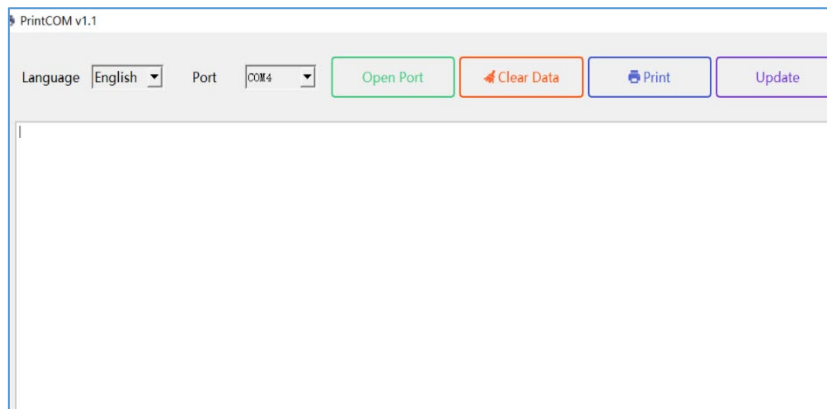 PrintCOM v1.1
Language English Port COM4 Open Port Clear Data Print Update